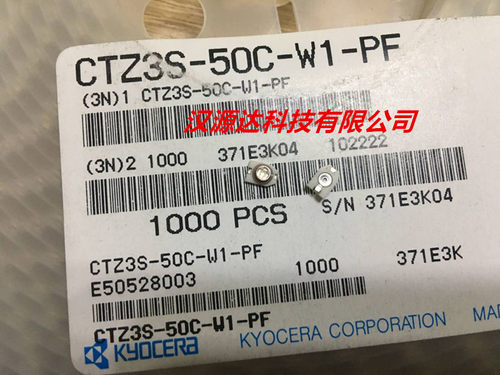 CTZ3S-50C-W1-PF
(3N)1 CTZ3S-50C-W1-PF
汉源达科技有限公司
(3N)2 1000 371E3K04 102222
1000 PCS S/N 371E3K04
CTZ3S-50C-W1-PF 1000 371E3K
E50528003
CTZ3S-50C-W1-PF
KYOCERA KYOCERA CORPORATION MAD